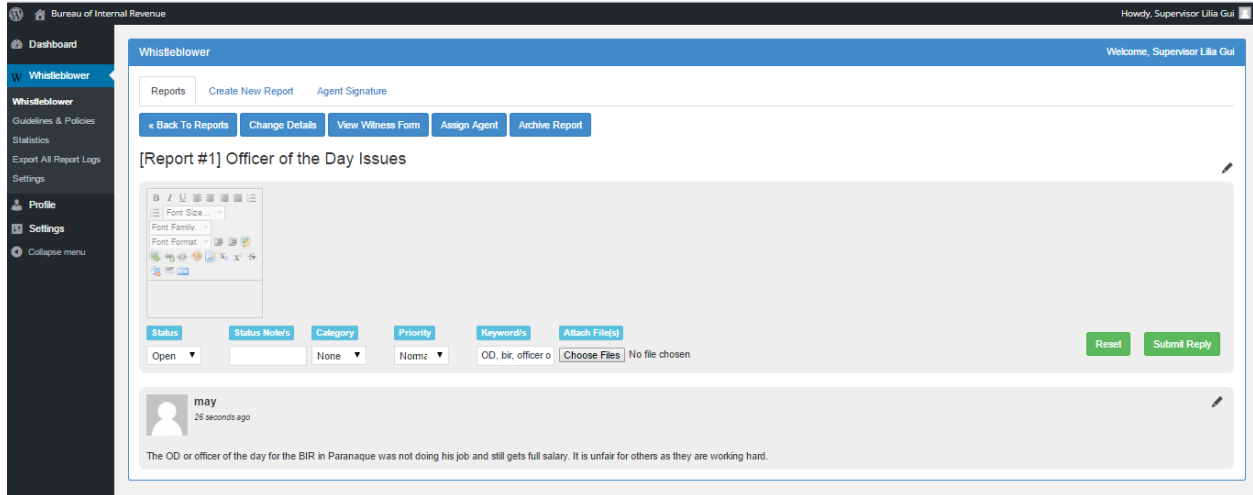 Bureau of Internal Revenue
Howdy, Supervisor Lilia Gui
Dashboard
Whistleblower
Whistleblower
Guidelines & Policies
Statistics
Export All Report Logs
Settings
Profile
Settings
Collapse menu
Whistleblower
Welcome, Supervisor Lilia Gui
Reports Create New Report Agent Signature
« Back To Reports Change Details View Witness Form Assign Agent Archive Report
[Report #1] Officer of the Day Issues
B I U
Font Size...
Font Family.
Font Format
Status Status Note/s Category Priority Keyword/s Attach File(s)
Open None Norma OD, bir, officer o Choose Files No file chosen
Reset Submit Reply
may
26 seconds ago
The OD or officer of the day for the BIR in Paranaque was not doing his job and still gets full salary. It is unfair for others as they are working hard.